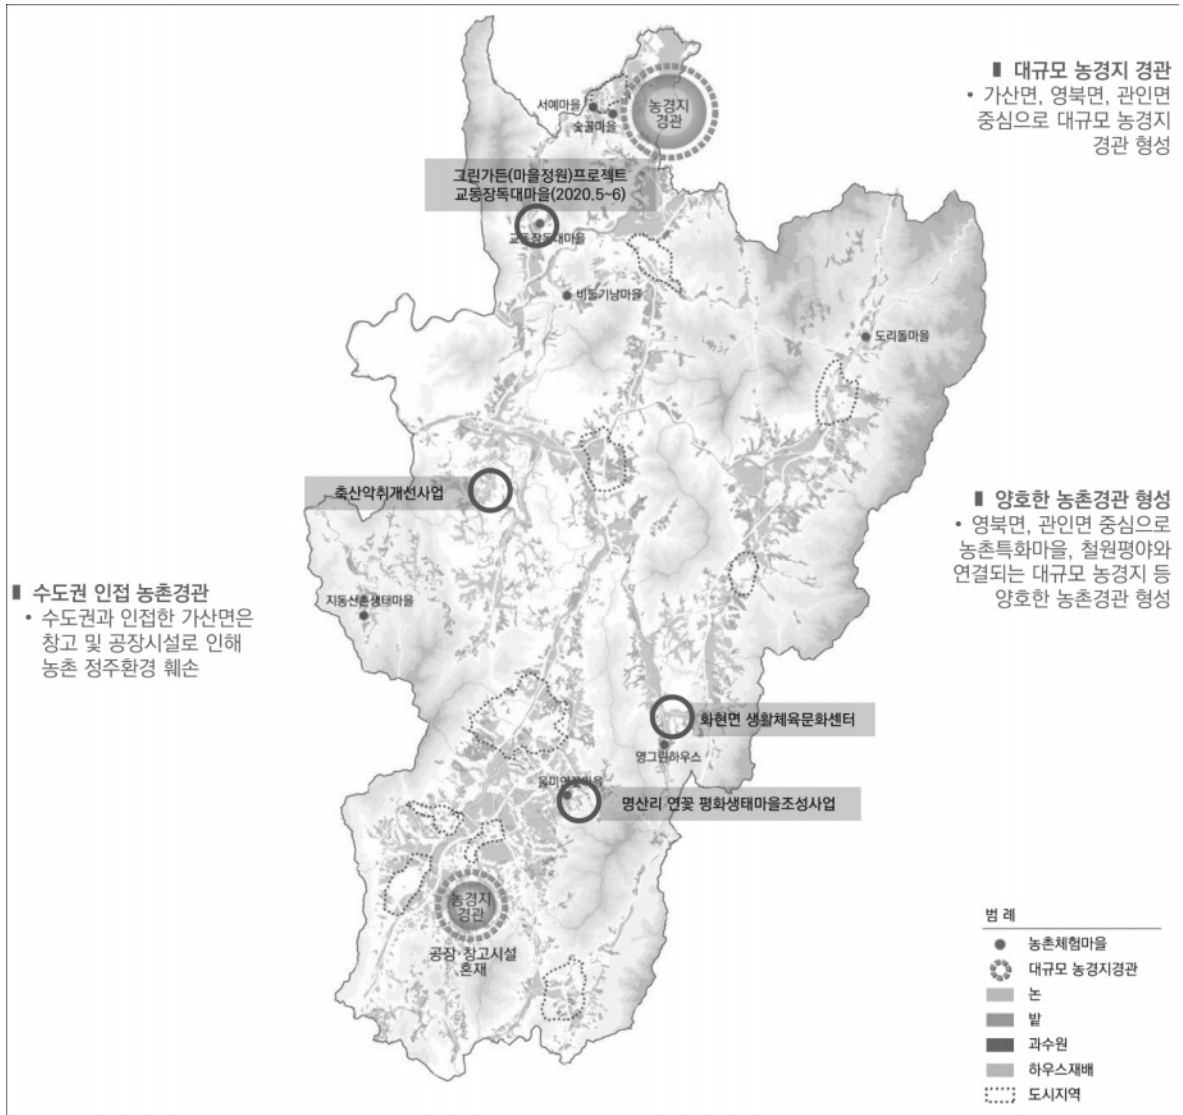 ■ 대규모 농경지 경관
• 가산면, 영북면, 관인면
중심으로 대규모 농경지
경관 형성
서예마을
숯골마을
농경지
경관
그린가든(마을정원)프로젝트
교동장독대마을(2020.5~6)
교동장독대마을
비둘기낭마을
도리돌마을
축산악취개선사업
■ 양호한 농촌경관 형성
• 영북면, 관인면 중심으로
농촌특화마을, 철원평야와
연결되는 대규모 농경지 등
양호한 농촌경관 형성
■ 수도권 인접 농촌경관
• 수도권과 인접한 가산면은
창고 및 공장시설로 인해
농촌 정주환경 훼손
지동산촌생태마을
화현면 생활체육문화센터
영그린하우스
울미연꽃마을
명산리 연꽃 평화생태마을조성사업
농경지
경관
공장·창고시설
혼재
범 례
농촌체험마을
대규모 농경지경관
논
밭
과수원
하우스재배
도시지역